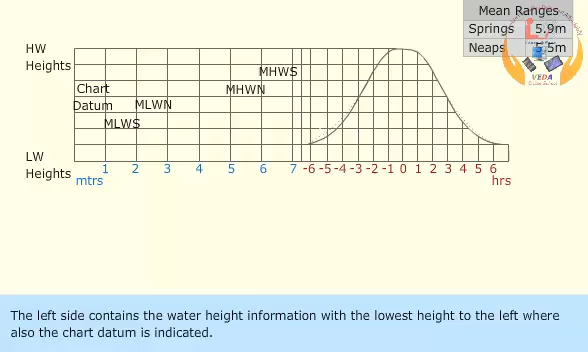 Mean Ranges
Springs 5.9m
Neaps 5m
HW
Heights
MHWS
MHWN
Chart
Datum
MLWN
MLWS
LW
Heights
1 2 3 4 5 6 7 -6 -5 -4 -3 -2 -1 0 1 2 3 4 5 6
mtrs
hrs
VEDA
The left side contains the water height information with the lowest height to the left where
also the chart datum is indicated.